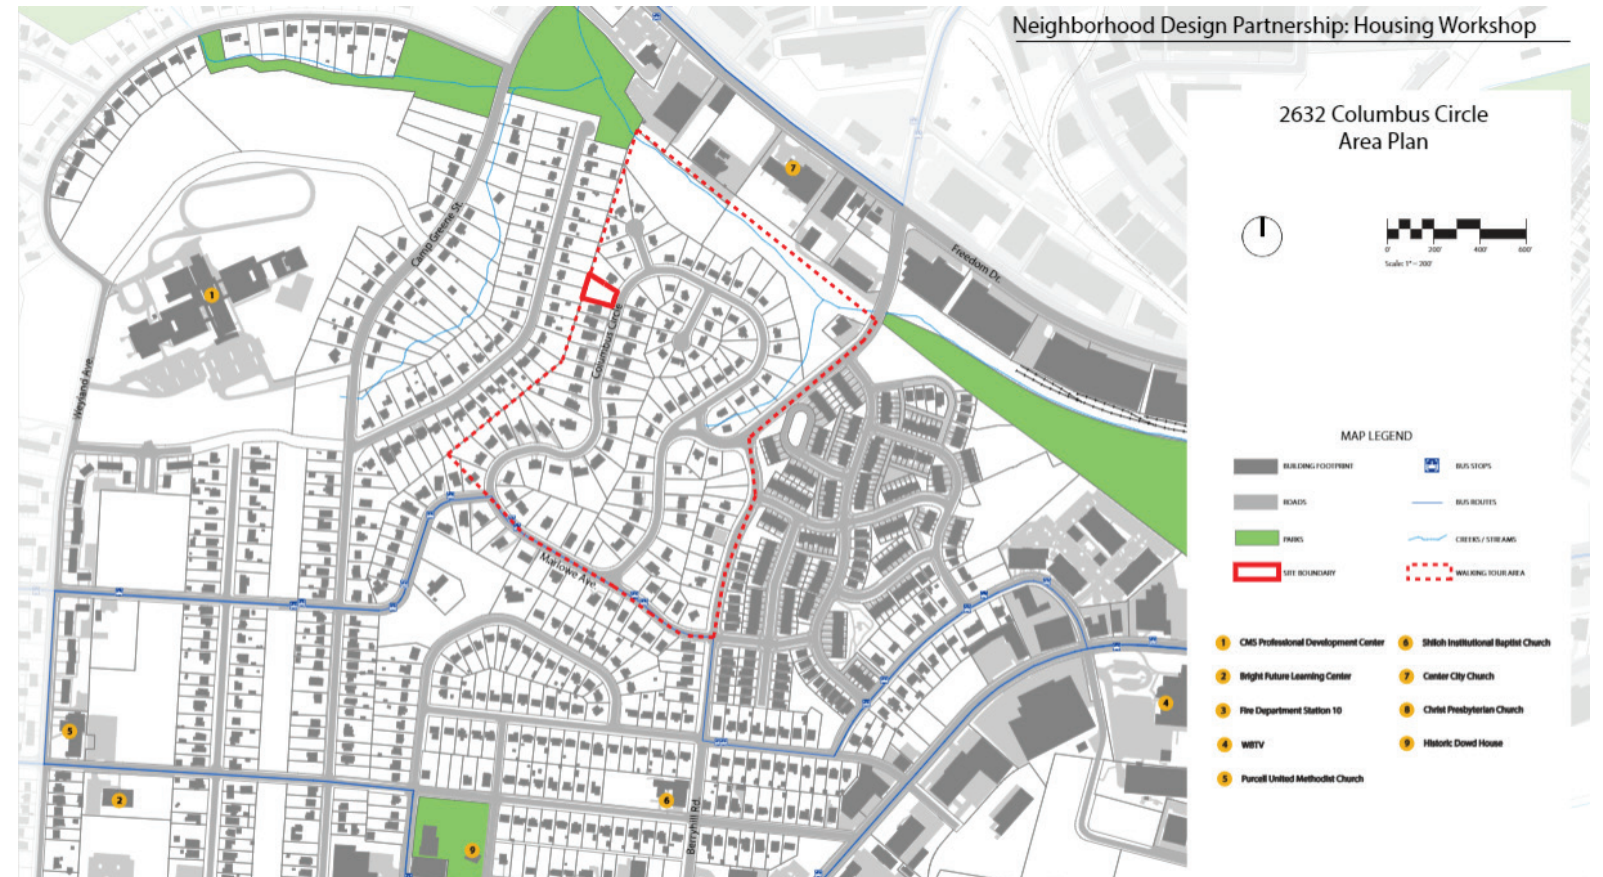 Neighborhood Design Partnership: Housing Workshop
2632 Columbus Circle
Area Plan
0'
200'
400'
600'
Scale: 1" = 200'
MAP LEGEND
BUILDING FOOTPRINT
BUS STOPS
ROADS
BUS ROUTES
PARKS
CREEKS / STREAMS
SITE BOUNDARY
WALKING TOUR AREA
1 CMS Professional Development Center
2 Bright Future Learning Center
3 Fire Department Station 10
4 WBTV
5 Purcell United Methodist Church
6 Shiloh Institutional Baptist Church
7 Center City Church
8 Christ Presbyterian Church
9 Historic Dowd House
Camp Greene St.
Freedom Dr.
Columbus Circle
Weyland Ave.
Marlowe Ave.
Berryhill Rd.
7
1
4
5
2
6
9